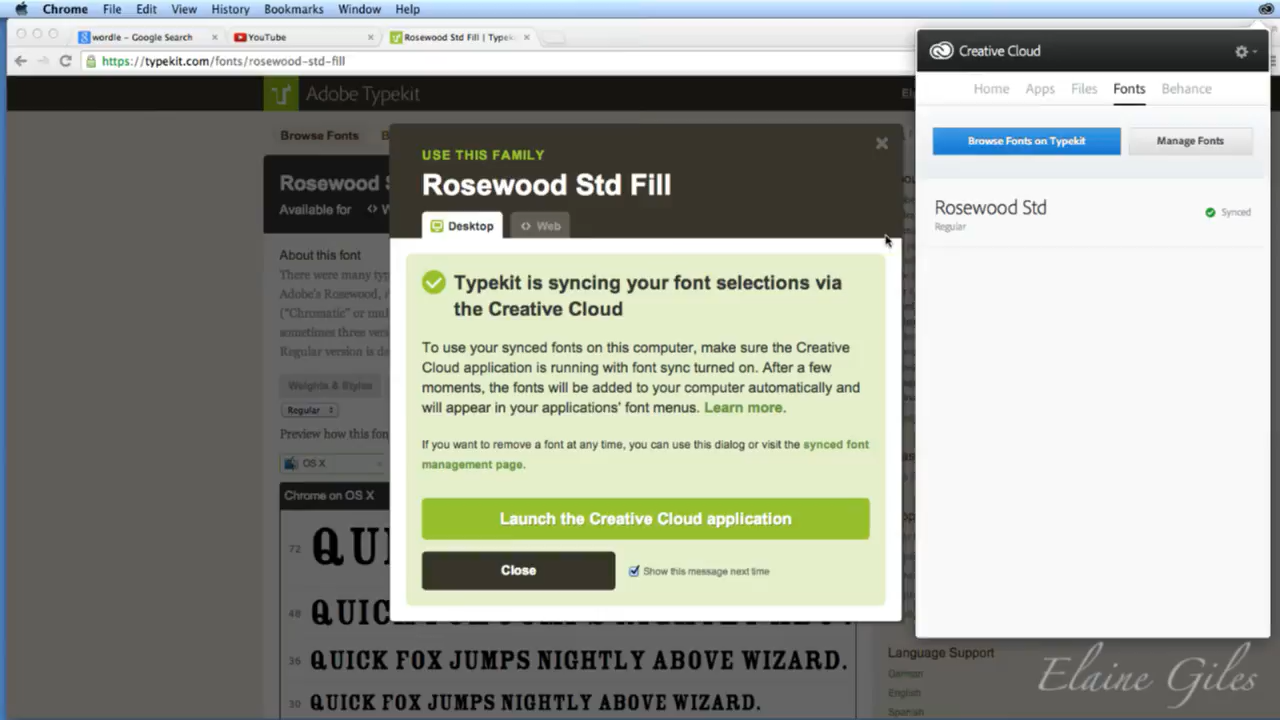 Chrome File Edit View History Bookmarks Window Help
wordle – Google Search
YouTube
Rosewood Std Fill | Typek
https://typekit.com/fonts/rosewood-std-fill
Adobe Typekit
Browse Fonts
Rosewood S
Available for
About this font
There were many typ
Adobe's Rosewood,
("Chromatic" or mul
sometimes three ver
Regular version is de
Weights & Styles
Regular
Preview how this fon
OS X
Chrome on OS X
72 QUI
48 QUIC
36 QUICK FOX JUMPS NIGHTLY ABOVE WIZARD.
30 QUICK FOX JUMPS NIGHTLY ABOVE WIZARD.
USE THIS FAMILY
Rosewood Std Fill
Desktop
Web
Typekit is syncing your font selections via
the Creative Cloud
To use your synced fonts on this computer, make sure the Creative
Cloud application is running with font sync turned on. After a few
moments, the fonts will be added to your computer automatically and
will appear in your applications' font menus. Learn more.
If you want to remove a font at any time, you can use this dialog or visit the synced font
management page.
Launch the Creative Cloud application
Close
Show this message next time
Creative Cloud
Home Apps Files Fonts Behance
Browse Fonts on Typekit
Manage Fonts
Rosewood Std
Regular
Synced
Language Support
German
English
Spanish
Elaine Giles